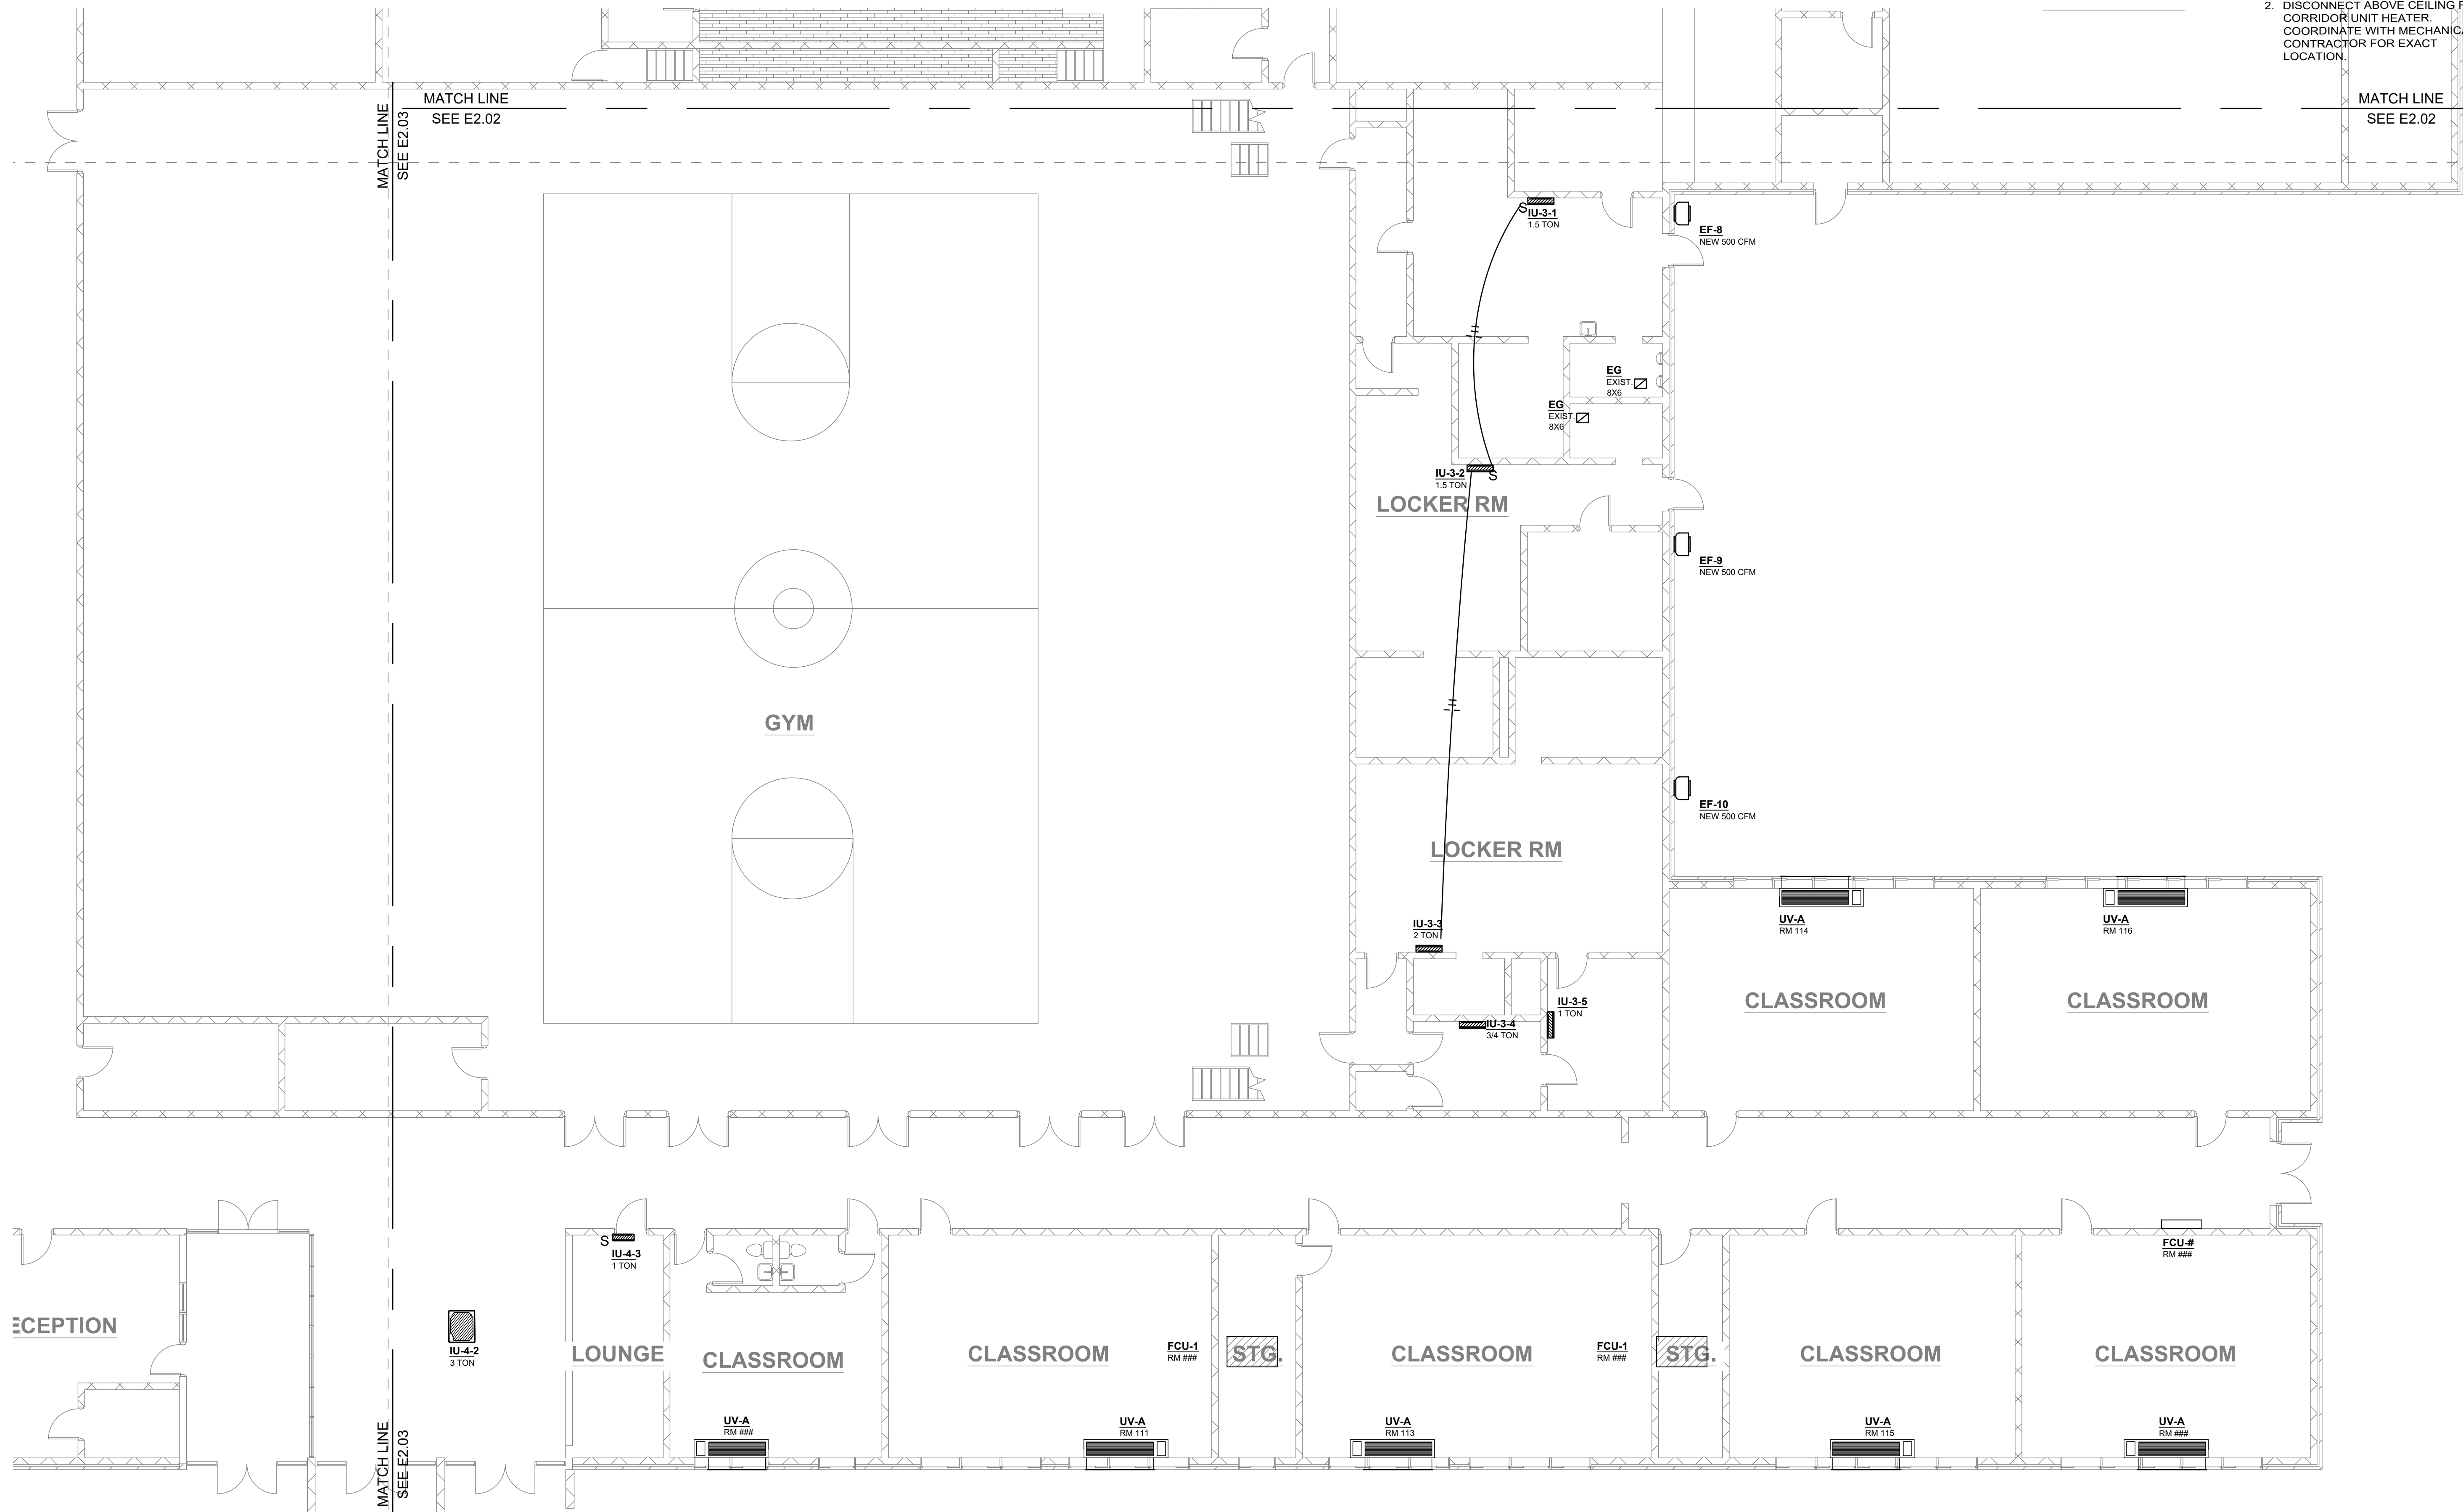 2. DISCONNECT ABOVE CEILING
CORRIDOR UNIT HEATER.
COORDINATE WITH
CONTRACTOR FOR EXACT
LOCATION.
MATCH LINE
SEE E2.02
MATCH LINE
SEE E2.02
MATCH LINE
SEE E2.03
S
IU-3-1
1.5 TON
EF-8
NEW 500 CFM
EG
EXIST.
8X6
EG
EXIST.
8X6
IU-3-2
1.5 TON
S
LOCKER RM
EF-9
NEW 500 CFM
GYM
EF-10
NEW 500 CFM
LOCKER RM
IU-3-3
2 TON
UV-A
RM 114
UV-A
RM 116
CLASSROOM
CLASSROOM
IU-3-5
1 TON
IU-3-4
3/4 TON
S
IU-4-3
1 TON
FCU-#
RM ###
IU-4-2
3 TON
LOUNGE
CLASSROOM
CLASSROOM
FCU-1
RM ###
STG.
CLASSROOM
FCU-1
RM ###
STG.
CLASSROOM
CLASSROOM
UV-A
RM ###
UV-A
RM 111
UV-A
RM 113
UV-A
RM 115
UV-A
RM ###
MATCH LINE
SEE E2.03